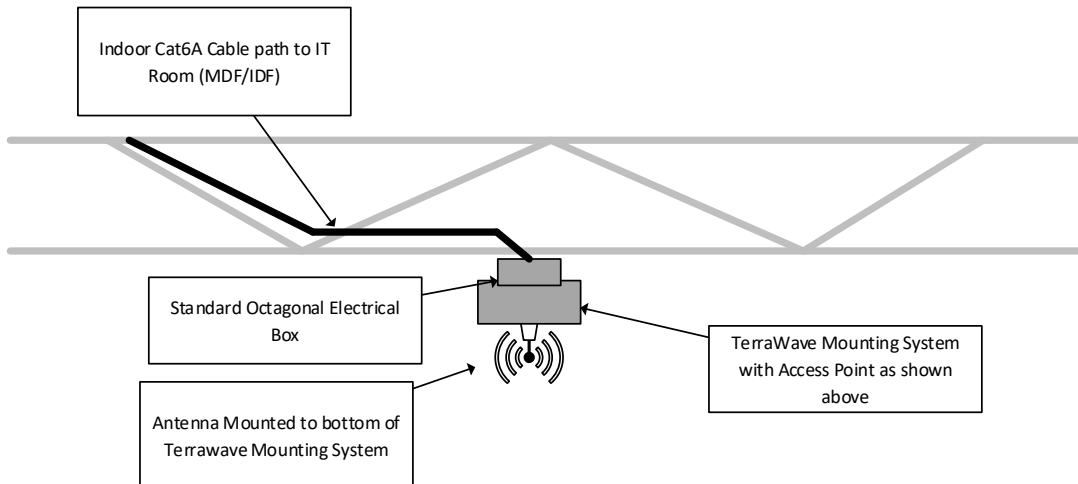 Indoor Cat6A Cable path to IT
Room (MDF/IDF)
Standard Octagonal Electrical
Box
TerraWave Mounting System
with Access Point as shown
above
Antenna Mounted to bottom of
Terrawave Mounting System